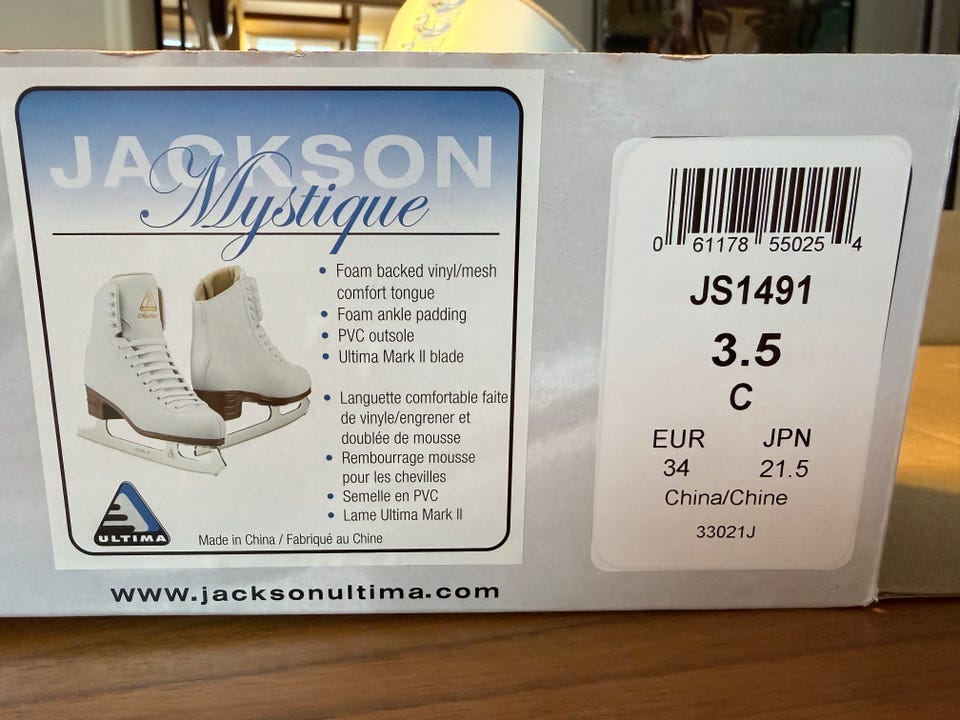 JACKSON
Mystique
• Foam backed vinyl/mesh
comfort tongue
• Foam ankle padding
• PVC outsole
• Ultima Mark II blade
• Languette comfortable faite
de vinyle/engrener et
doublée de mousse
• Rembourrage mousse
pour les chevilles
• Semelle en PVC
• Lame Ultima Mark II
ULTIMA
Made in China / Fabriqué au Chine
www.jacksonultima.com
0 61178 55025 4
JS1491
3.5
C
EUR JPN
34 21.5
China/Chine
33021J